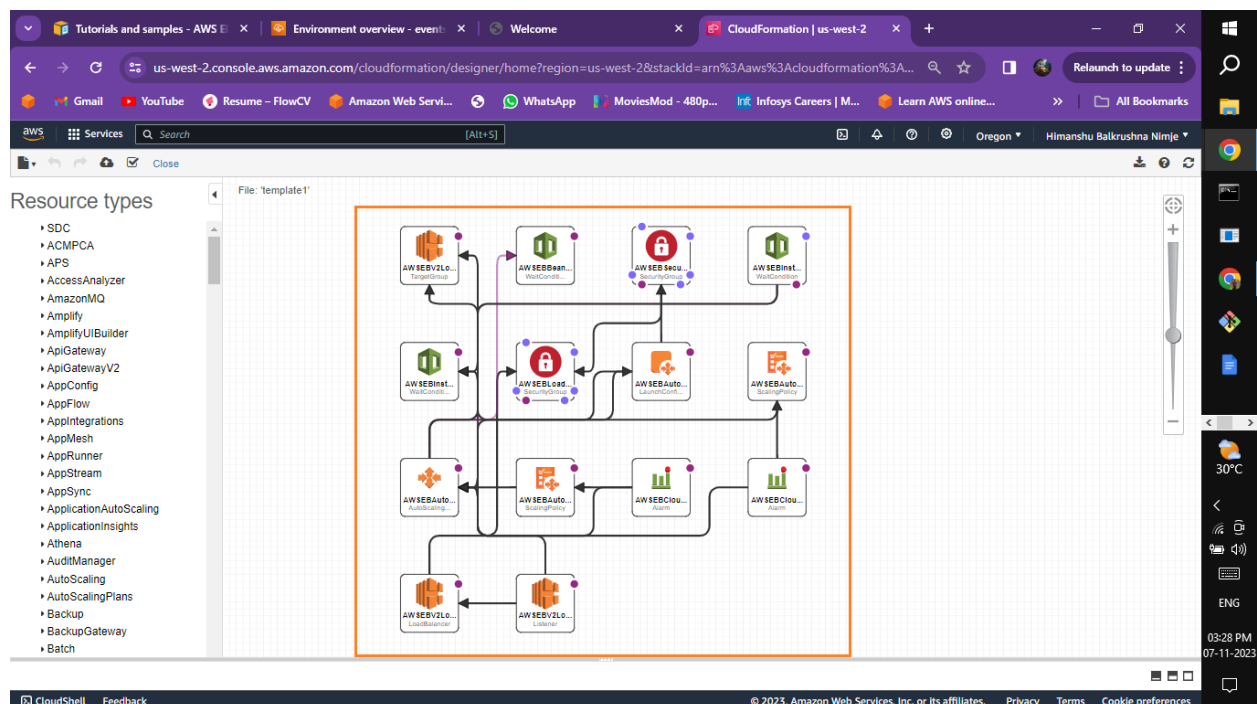 Tutorials and samples - AWS E
Environment overview - events
Welcome
CloudFormation | us-west-2
us-west-2.console.aws.amazon.com/cloudformation/designer/home?region=us-west-2&stackId=arn%3Aaws%3Acloudformation%3A...
Relaunch to update
Gmail
YouTube
Resume – FlowCV
Amazon Web Servi...
WhatsApp
MoviesMod - 480p...
Infosys Careers | M...
Learn AWS online...
»
All Bookmarks
aws
Services
Search
[Alt+S]
Oregon
Himanshu Balkrushna Nimje
Close
Resource types
SDC
ACMPCA
APS
AccessAnalyzer
AmazonMQ
Amplify
AmplifyUIBuilder
ApiGateway
ApiGatewayV2
AppConfig
AppFlow
AppIntegrations
AppMesh
AppRunner
AppStream
AppSync
ApplicationAutoScaling
ApplicationInsights
Athena
AuditManager
AutoScaling
AutoScalingPlans
Backup
BackupGateway
Batch
File: 'template1'
AWSEBV2Lo...
TargetGroup
AWSEBBean...
WaitConditi...
AWSEBSecu...
SecurityGroup
AWSEBInst...
WaitCondition
AWSEBInst...
WaitConditi...
AWSEBLoad...
SecurityGroup
AWSEBAuto...
LaunchConfi...
AWSEBAuto...
ScalingPolicy
AWSEBAuto...
AutoScaling...
AWSEBAuto...
ScalingPolicy
AWSEBClou...
Alarm
AWSEBClou...
Alarm
AWSEBV2Lo...
LoadBalancer
AWSEBV2Lo...
Listener
CloudShell
Feedback
© 2023, Amazon Web Services, Inc. or its affiliates.
Privacy
Terms
Cookie preferences
30°C
ENG
03:28 PM
07-11-2023